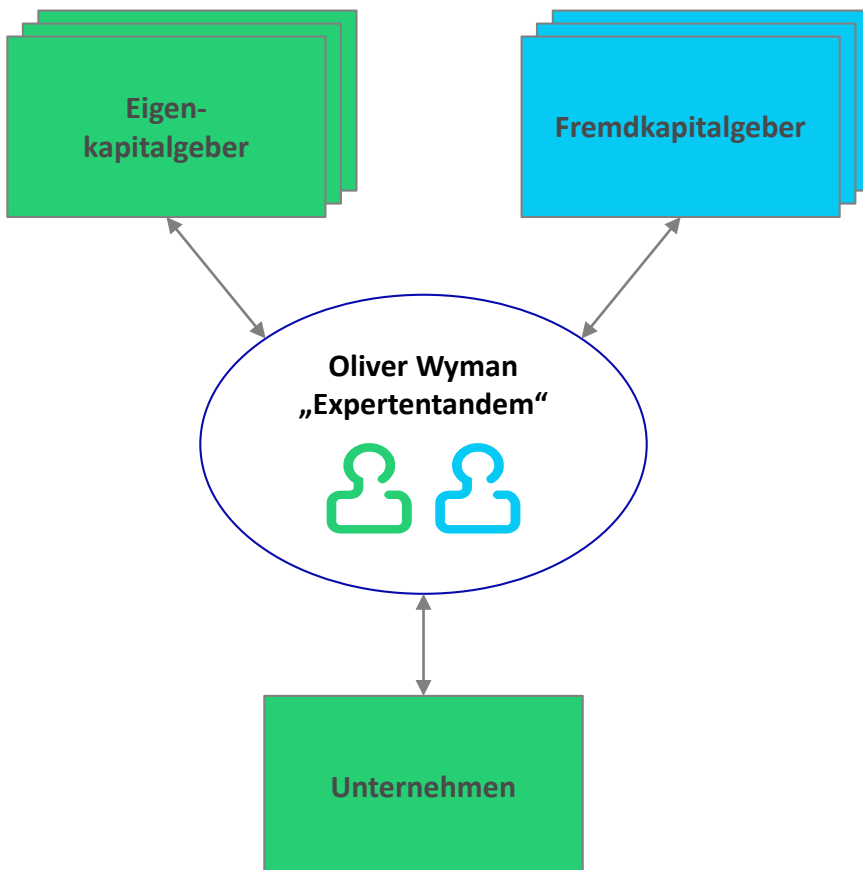 Eigen-
kapitalgeber
Fremdkapitalgeber
Oliver Wyman
„Expertentandem“
Unternehmen